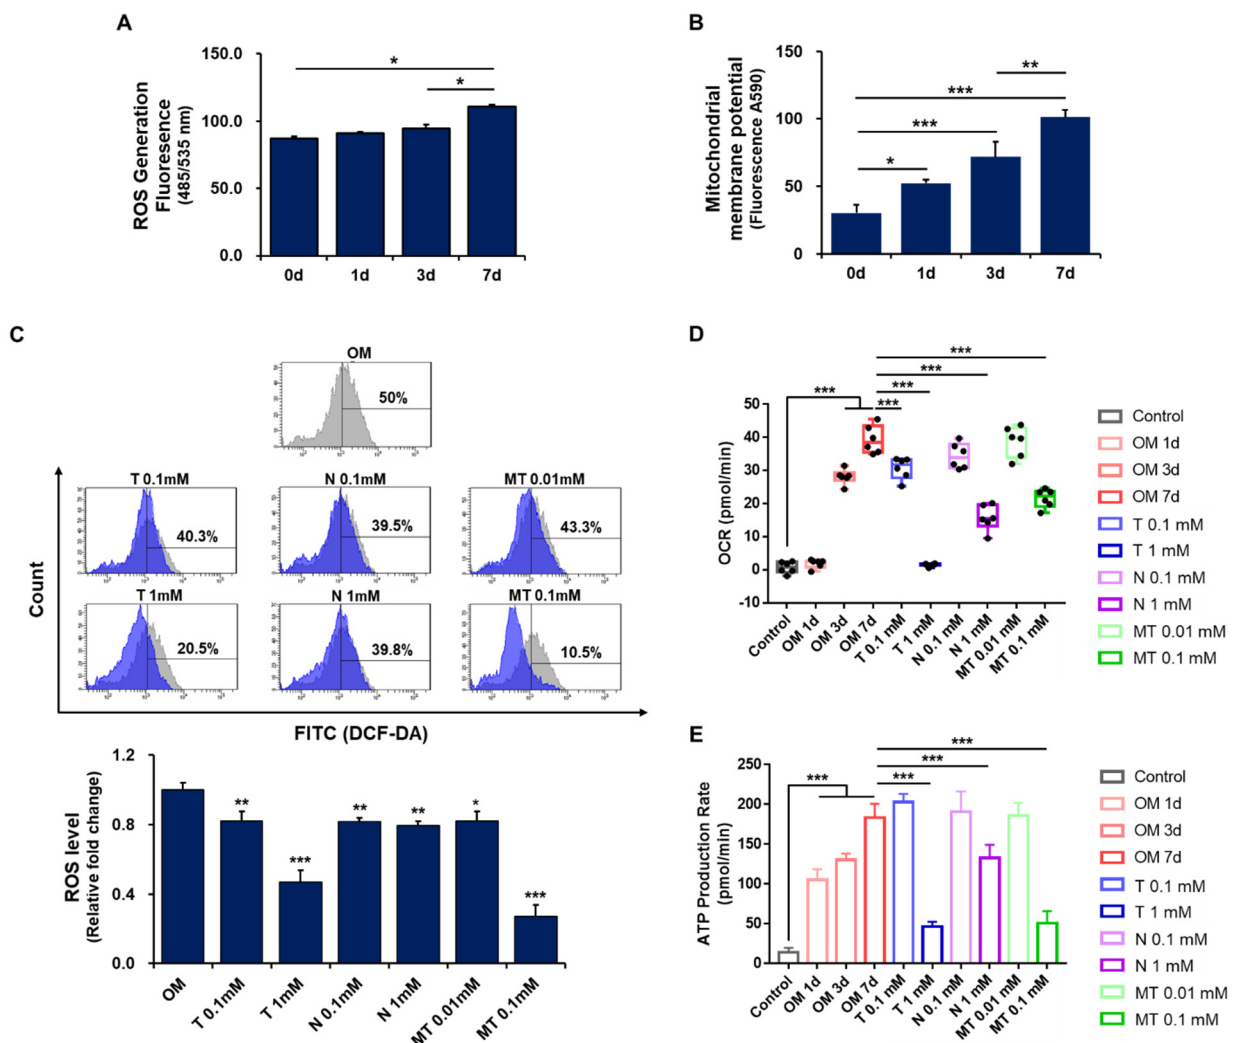 A
150.0
100.0
50.0
0.0
ROS Generation
Fluoresence
(485/535 nm)
*
*
0d 1d 3d 7d
B
150
100
50
0
Mitochondrial
membrane potential
(Fluorescence A590)
**
***
***
*
0d 1d 3d 7d
C
OM
50%
T 0.1mM N 0.1mM MT 0.01mM
40.3% 39.5% 43.3%
T 1mM N 1mM MT 0.1mM
20.5% 39.8% 10.5%
Count
FITC (DCF-DA)
1.2
0.8
0.4
0.0
ROS level
(Relative fold change)
** *** ** ** * ***
OM T 0.1mM T 1mM N 0.1mM N 1mM MT 0.01mM MT 0.1mM
D
50
40
30
20
10
0
-10
OCR (pmol/min)
***
***
***
***
***
Control OM 1d OM 3d OM 7d T 0.1 mM T 1 mM N 0.1 mM N 1 mM MT 0.01 mM MT 0.1 mM
Control
OM 1d
OM 3d
OM 7d
T 0.1 mM
T 1 mM
N 0.1 mM
N 1 mM
MT 0.01 mM
MT 0.1 mM
E
250
200
150
100
50
0
ATP Production Rate
(pmol/min)
***
***
***
***
Control OM 1d OM 3d OM 7d T 0.1 mM T 1 mM N 0.1 mM N 1 mM MT 0.01 mM MT 0.1 mM
Control
OM 1d
OM 3d
OM 7d
T 0.1 mM
T 1 mM
N 0.1 mM
N 1 mM
MT 0.01 mM
MT 0.1 mM